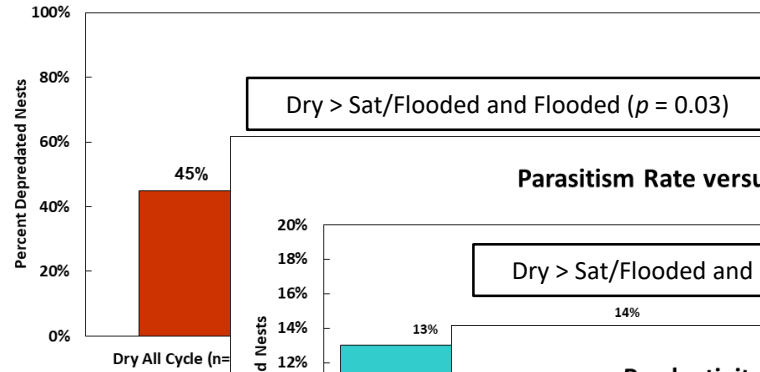 100%
80%
60%
40%
20%
0%
Percent Depredated Nests
45%
Dry All Cycle (n=
Dry > Sat/Flooded and Flooded (p = 0.03)
Parasitism Rate versu
20%
18%
16%
14%
12%
d Nests
Dry > Sat/Flooded and
13%
14%